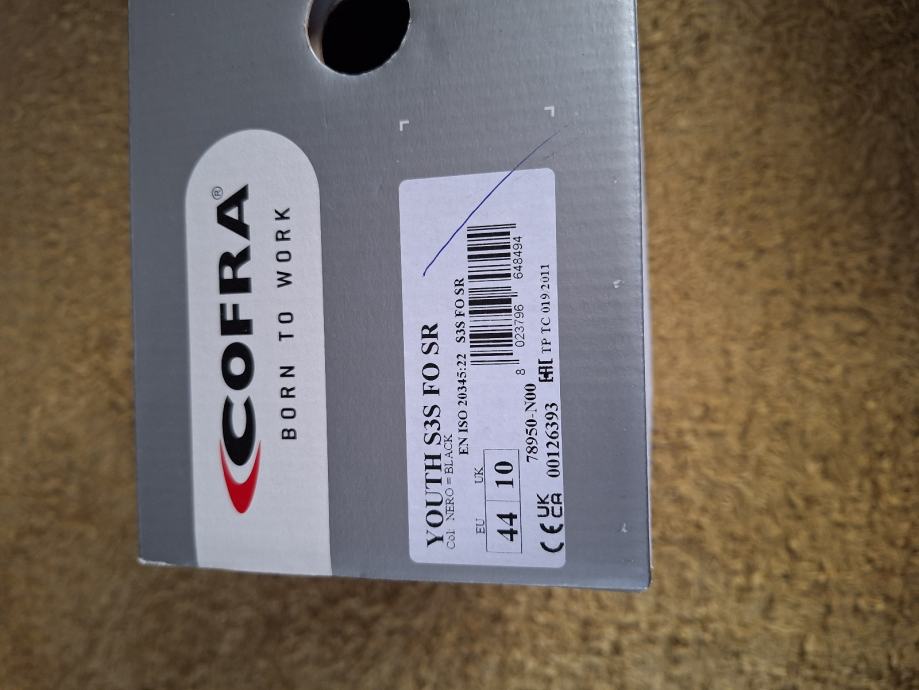 COFRA®
BORN TO WORK
YOUTH S3S FO SR
Col: NERO = BLACK
EN ISO 20345:22 S3S FO SR
EU UK
44 10
8 023796 648494
78950-N00
CE UK CA 00126393 EAC TP TC 019/2011